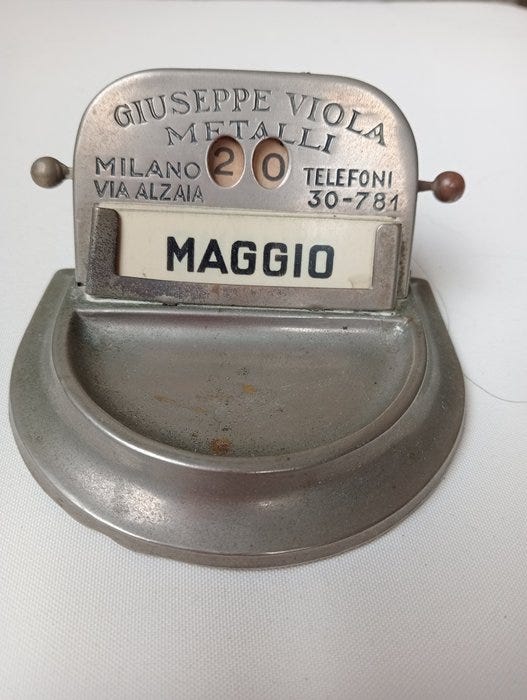 GIUSEPPE VIOLA
METALLI
MILANO 20 TELEFONI
VIA ALZAIA 30-781
MAGGIO